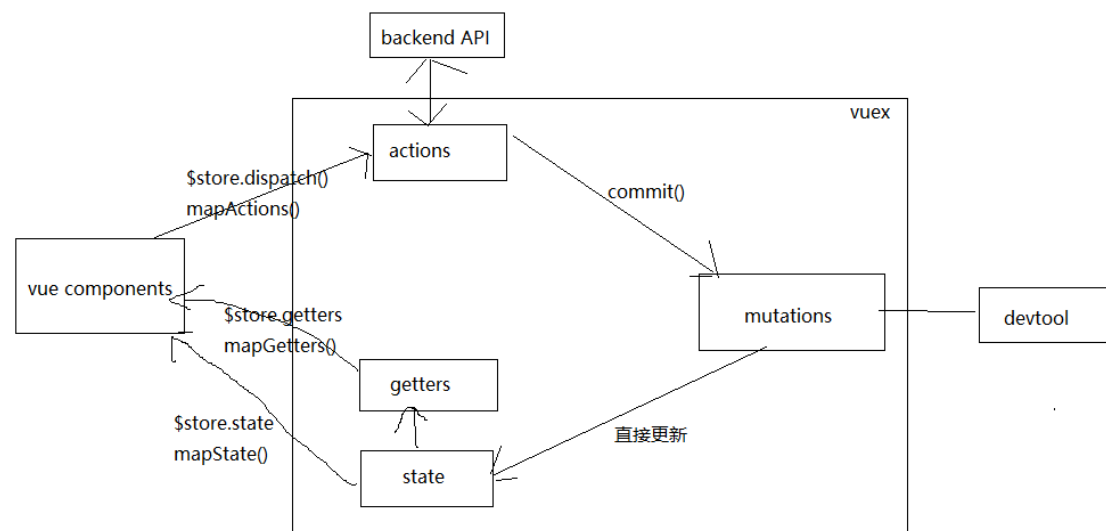 backend API
vuex
actions
$store.dispatch()
mapActions()
commit()
vue components
$store.getters
mapGetters()
mutations
devtool
getters
$store.state
mapState()
直接更新
state